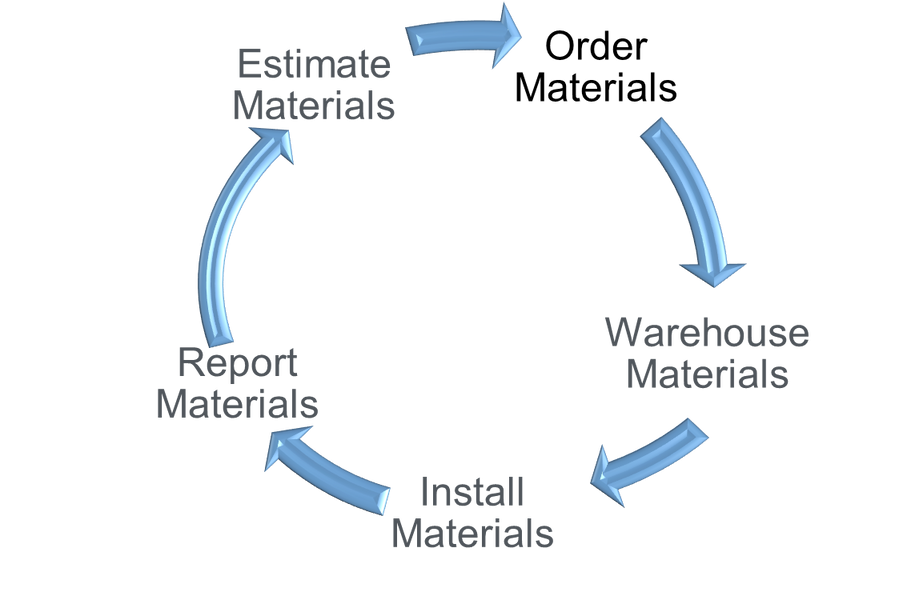 Estimate
Materials
Order
Materials
Warehouse
Materials
Install
Materials
Report
Materials